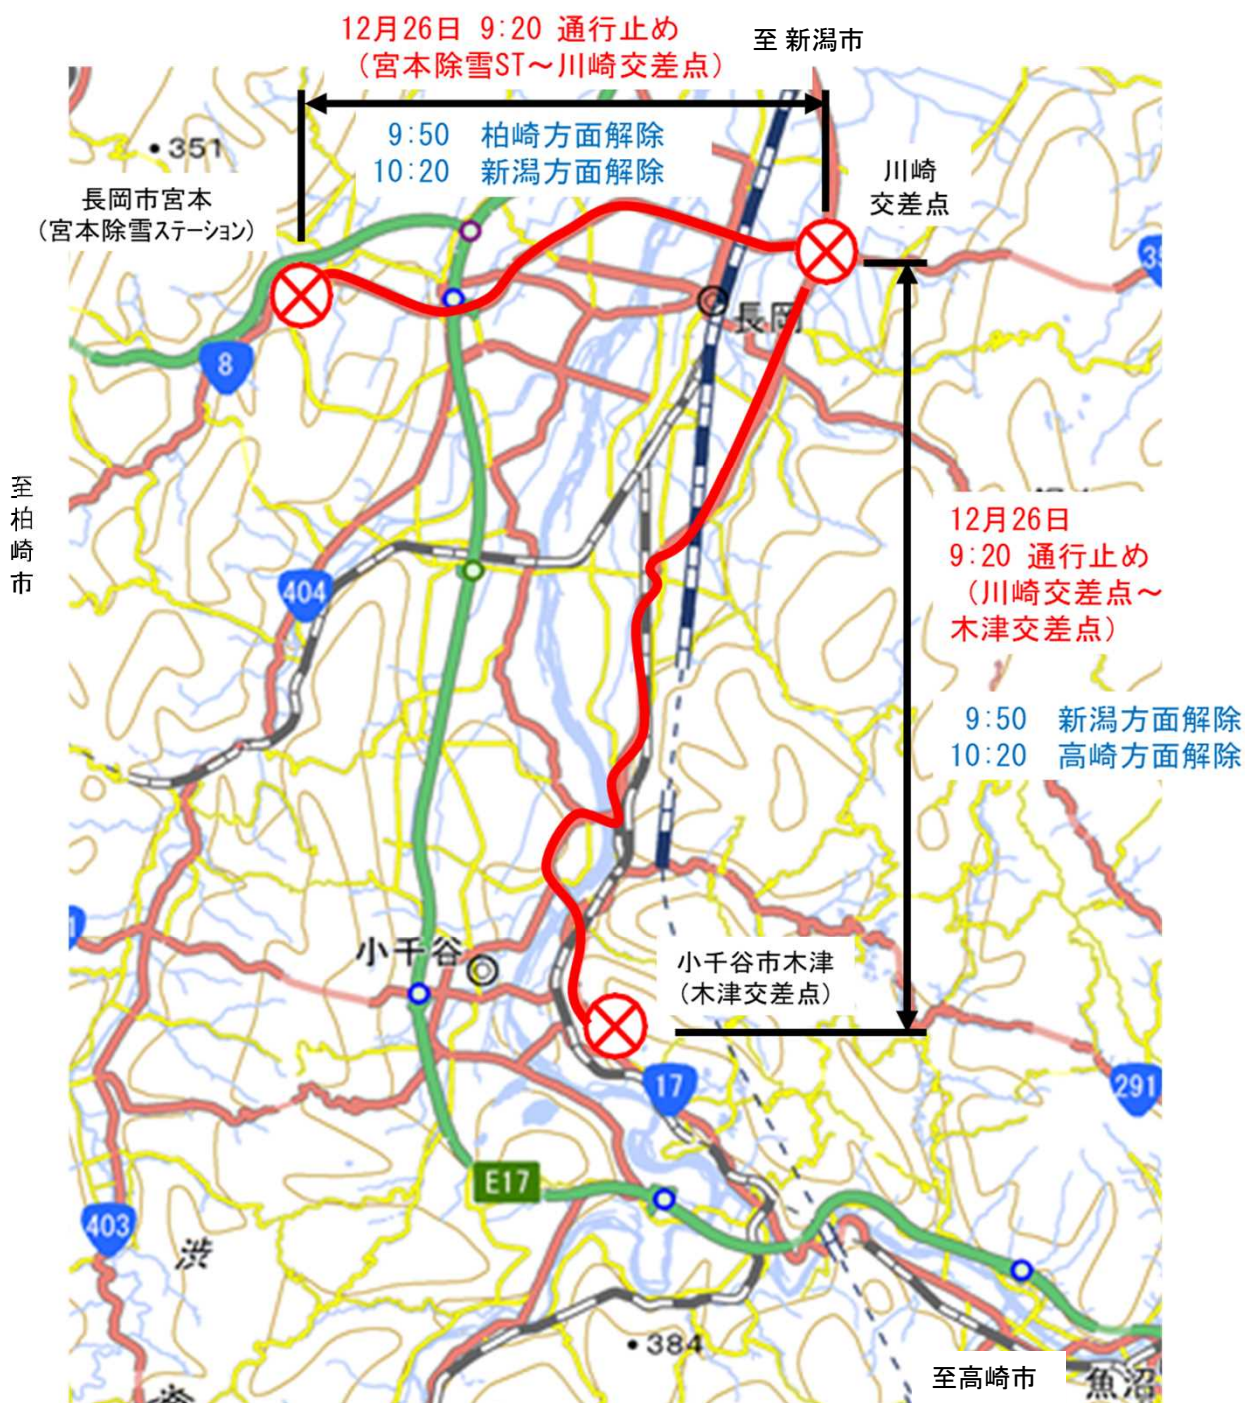 12月26日 9:20 通行止め
(宮本除雪ST～川崎交差点)
至 新潟市
9:50 柏崎方面解除
10:20 新潟方面解除
・351
川崎
交差点
長岡市宮本
(宮本除雪ステーション)
長岡
8
至柏崎市
404
12月26日
9:20 通行止め
(川崎交差点～
木津交差点)
9:50 新潟方面解除
10:20 高崎方面解除
小千谷
小千谷市木津
(木津交差点)
17
291
E17
403
渋
・384
至高崎市
魚沼